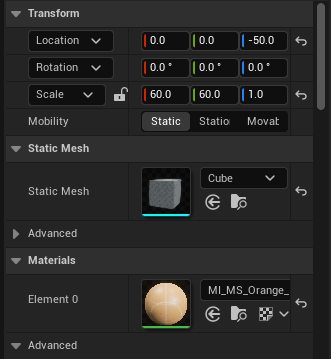 Transform
Location 0.0 0.0 -50.0
Rotation 0.0 ° 0.0 ° 0.0 °
Scale 60.0 60.0 1.0
Mobility Static Statio Movab
Static Mesh
Static Mesh Cube
Advanced
Materials
Element 0 MI_MS_Orange_
Advanced